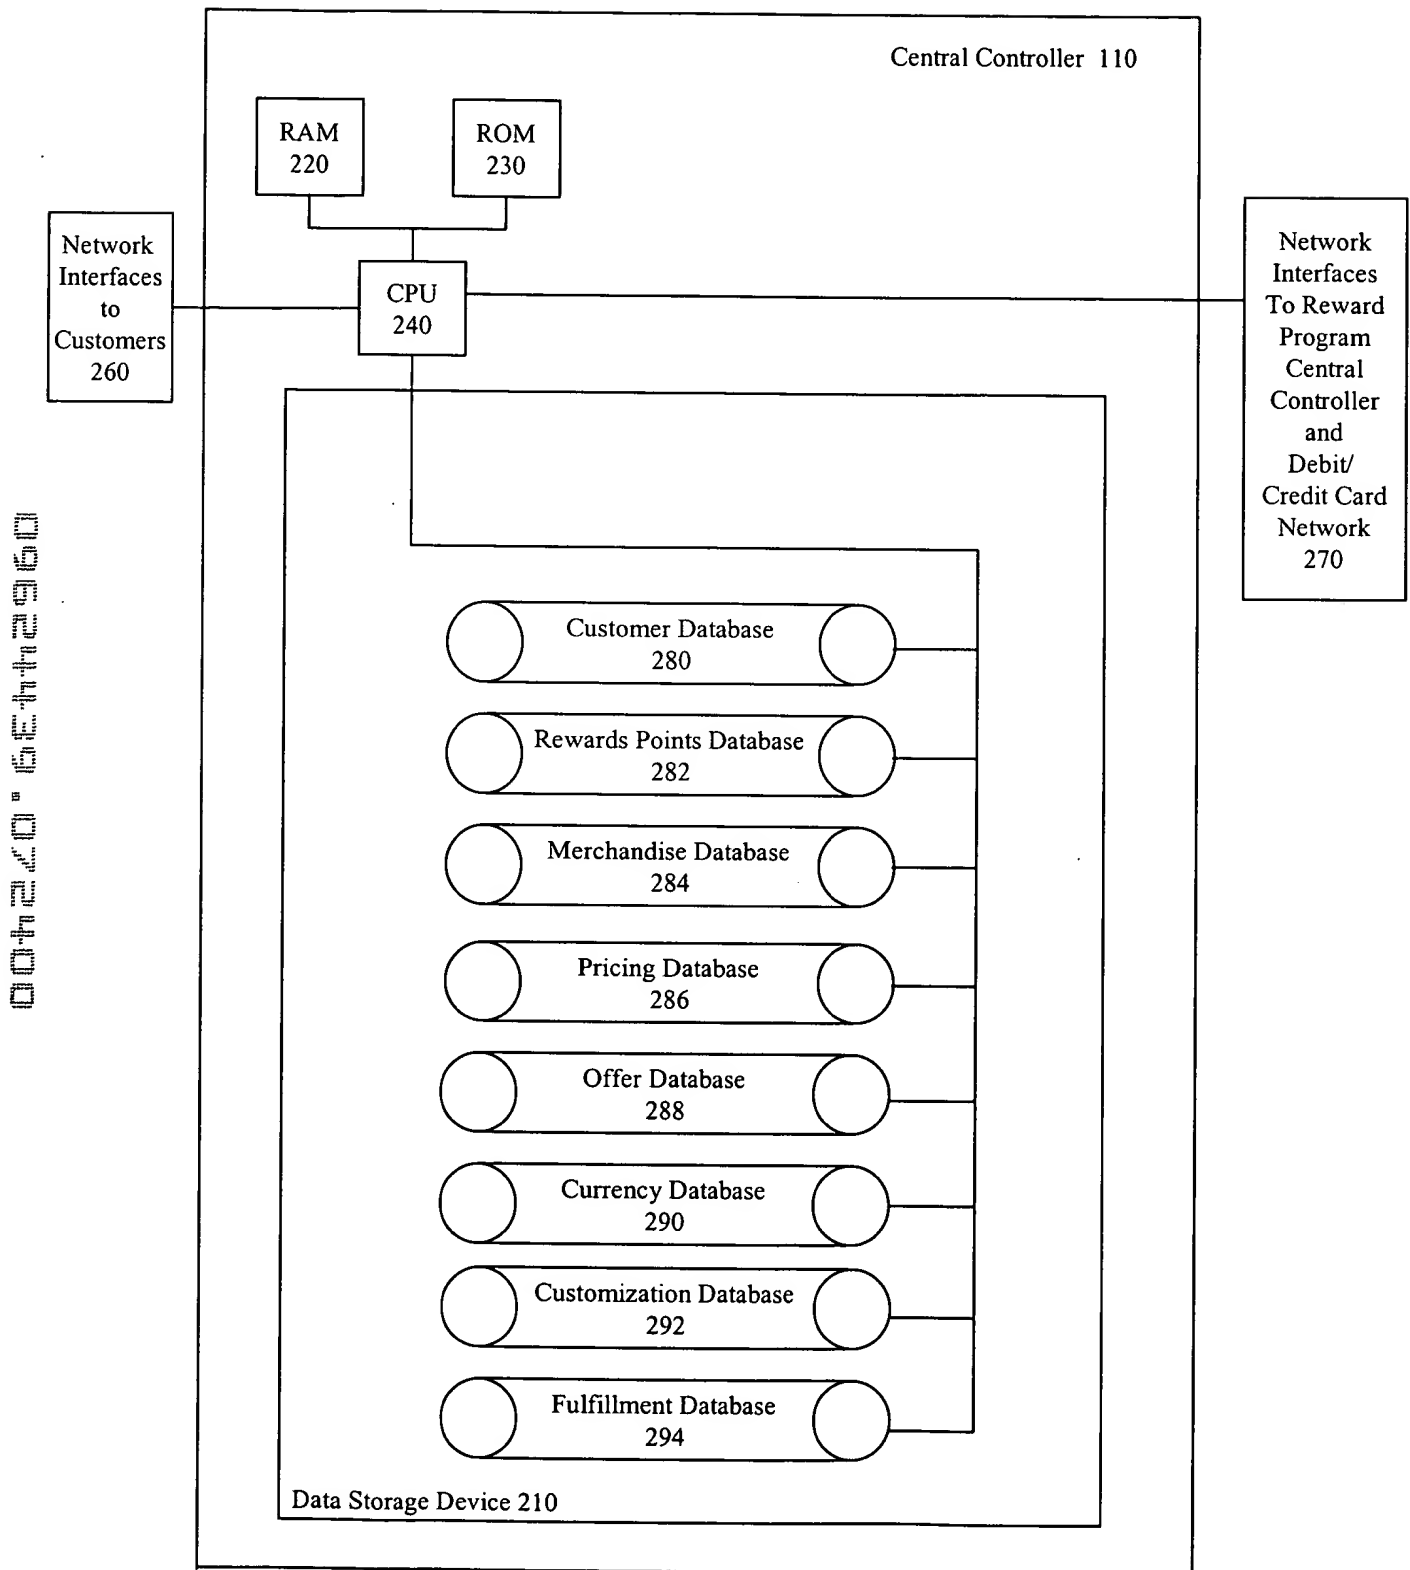 Central Controller 110
RAM
220
ROM
230
Network
Interfaces
to
Customers
260
CPU
240
Network
Interfaces
To Reward
Program
Central
Controller
and
Debit/
Credit Card
Network
270
Customer Database
280
Rewards Points Database
282
Merchandise Database
284
Pricing Database
286
Offer Database
288
Currency Database
290
Customization Database
292
Fulfillment Database
294
Data Storage Device 210
09624439.072400